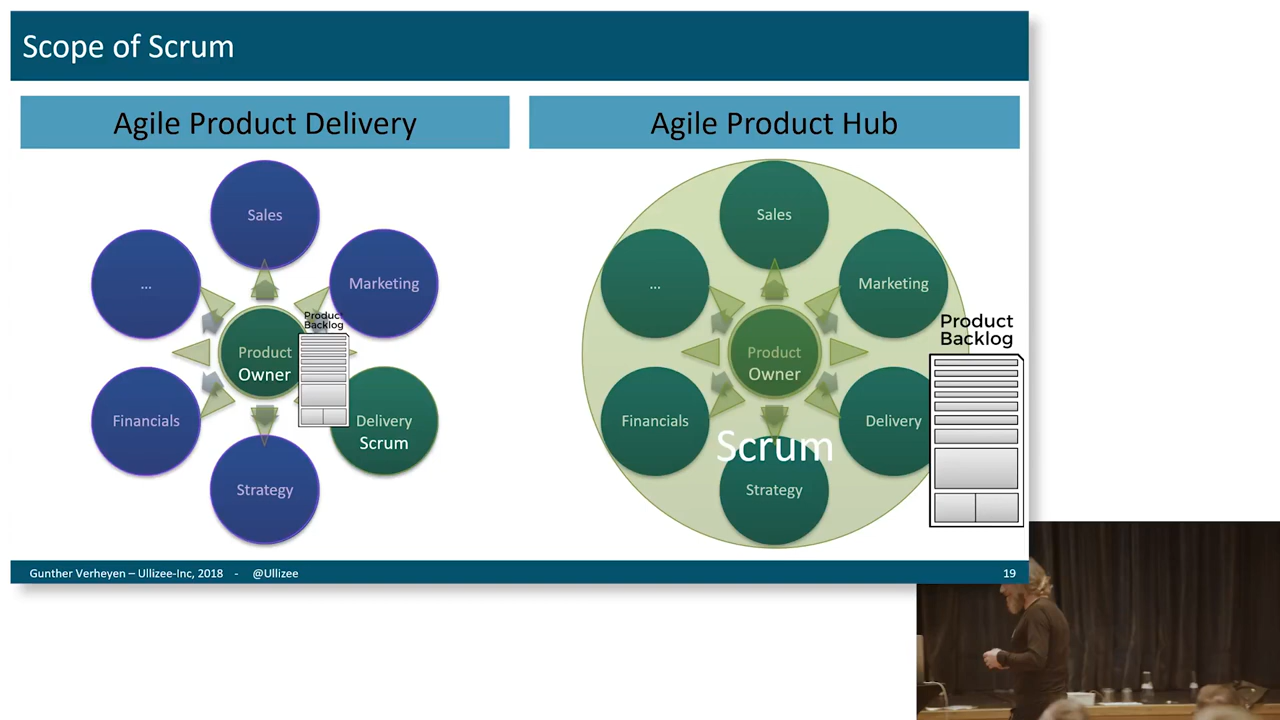 Scope of Scrum
Agile Product Delivery
Sales
...
Marketing
Product
Backlog
Product
Owner
Financials
Delivery
Scrum
Strategy
Agile Product Hub
Sales
...
Marketing
Product
Backlog
Product
Owner
Financials
Delivery
Scrum
Strategy
Gunther Verheyen – Ullizee-Inc, 2018 - @Ullizee
19